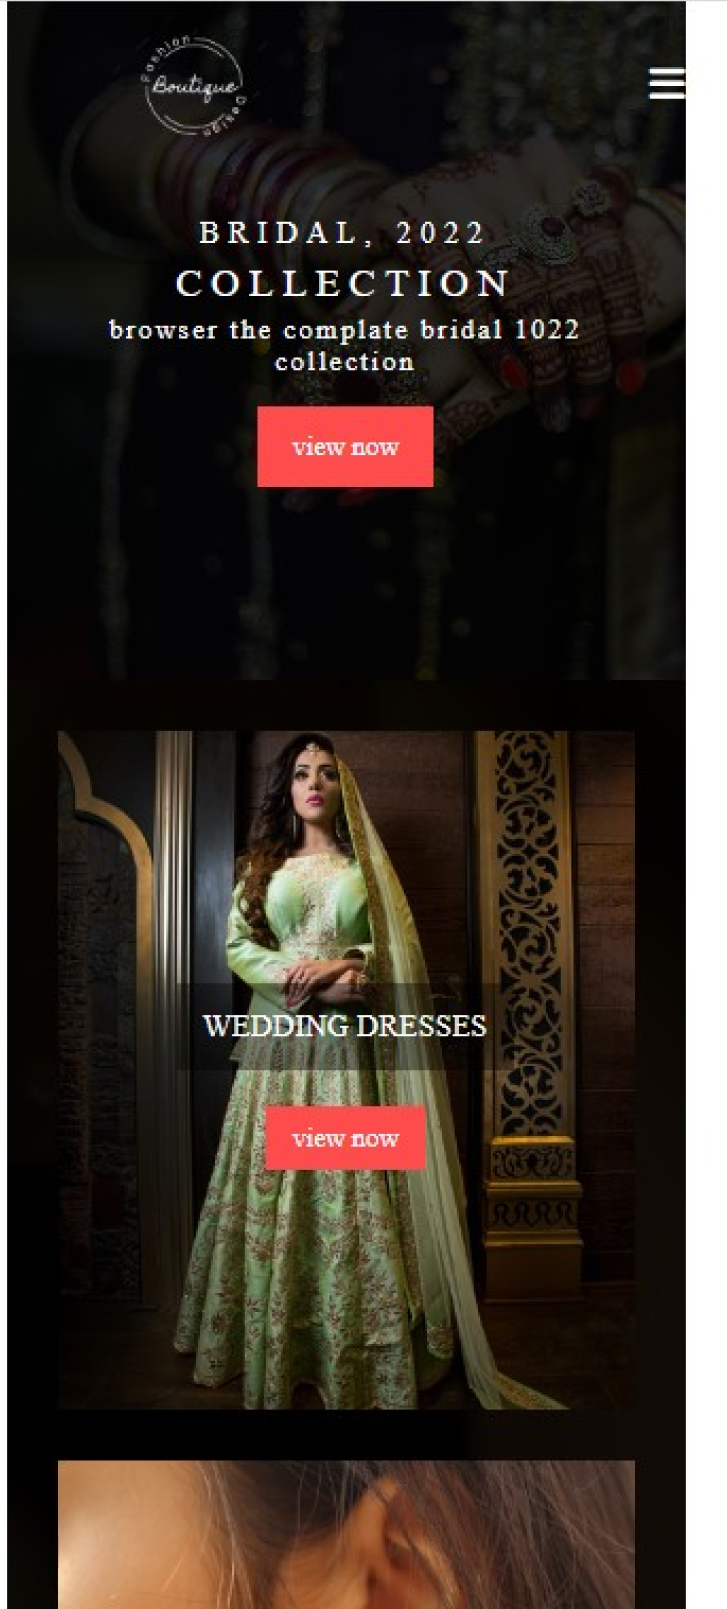 Fashion
Boutique
Design
BRIDAL, 2022
COLLECTION
browser the complate bridal 1022
collection
view now
WEDDING DRESSES
view now